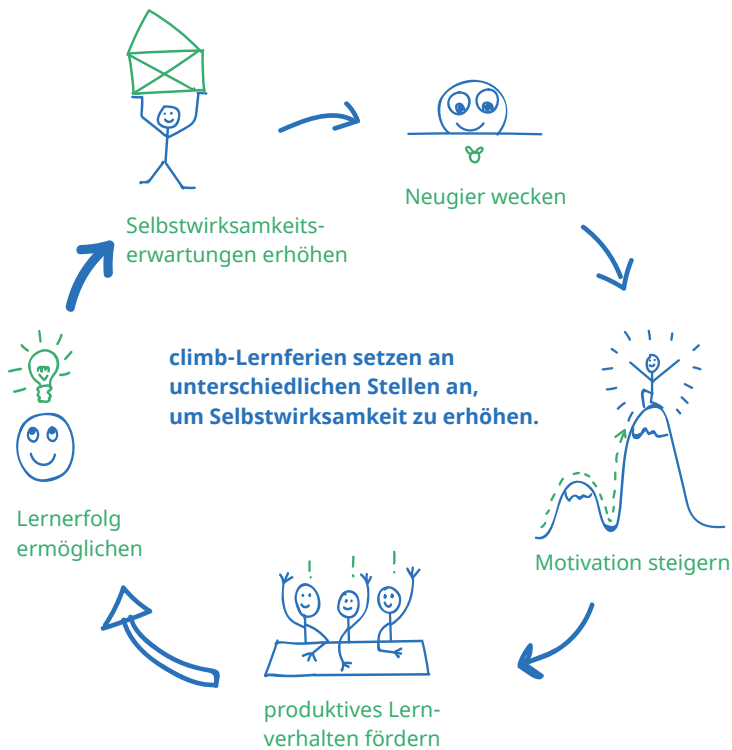 Neugier wecken
Selbstwirksamkeits-
erwartungen erhöhen
climb-Lernferien setzen an
unterschiedlichen Stellen an,
um Selbstwirksamkeit zu erhöhen.
Lernerfolg
ermöglichen
Motivation steigern
! ! !
produktives Lern-
verhalten fördern